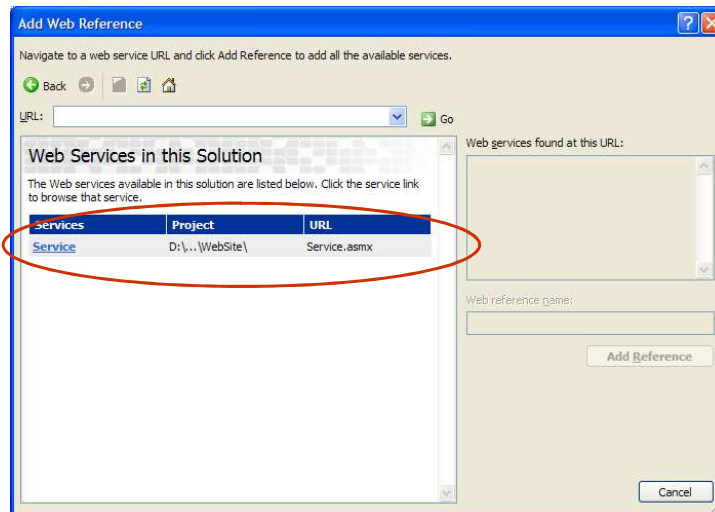 Add Web Reference
Navigate to a web service URL and click Add Reference to add all the available services.
Back
URL:
Go
Web Services in this Solution
The Web services available in this solution are listed below. Click the service link
to browse that service.
Services Project URL
Service D:\...\WebSite\ Service.asmx
Web services found at this URL:
Web reference name:
Add Reference
Cancel